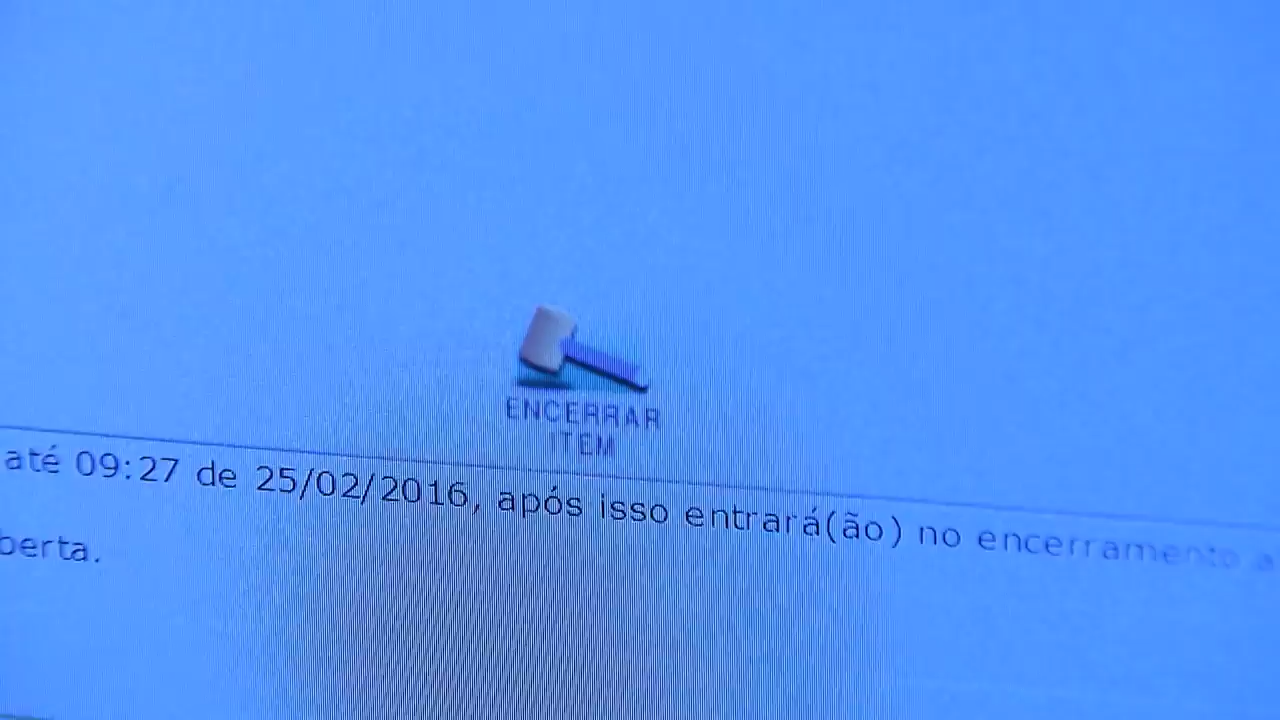 ENCERRAR
ITEM
até 09:27 de 25/02/2016, após isso entrará(ão) no encerramento a
berta.